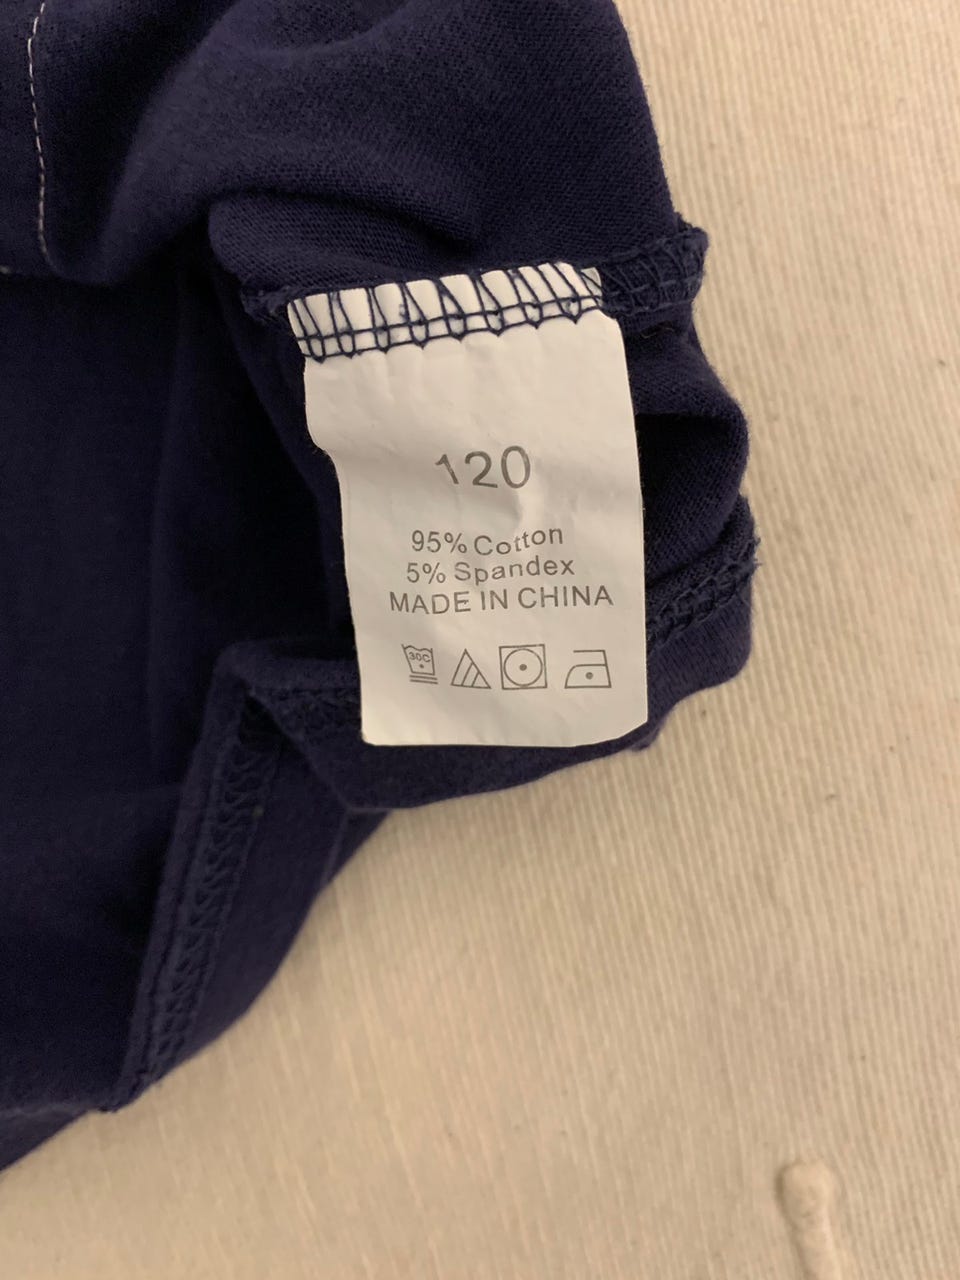 120
95% Cotton
5% Spandex
MADE IN CHINA
30C